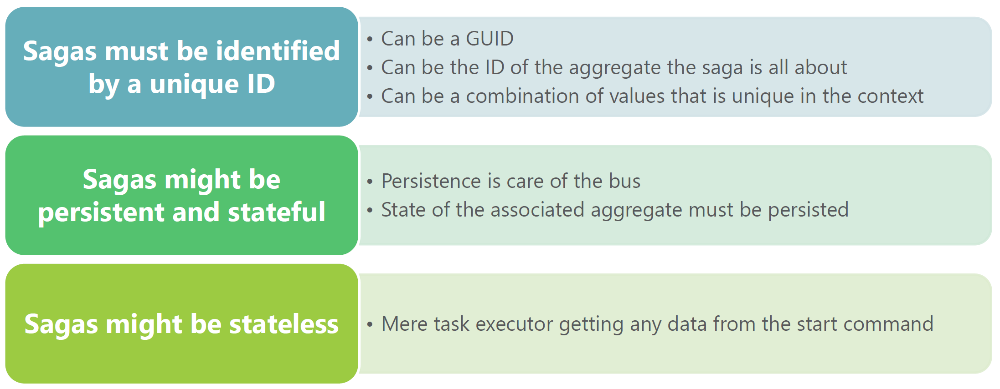 Sagas must be identified
by a unique ID
• Can be a GUID
• Can be the ID of the aggregate the saga is all about
• Can be a combination of values that is unique in the context
Sagas might be
persistent and stateful
• Persistence is care of the bus
• State of the associated aggregate must be persisted
Sagas might be stateless
• Mere task executor getting any data from the start command